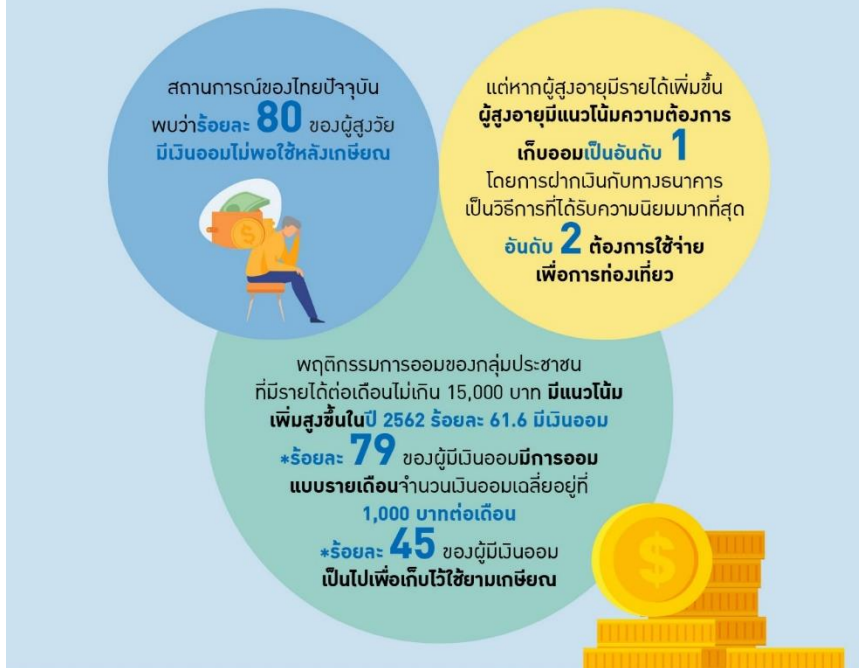 สถานการณ์ของไทยปัจจุบัน
พบว่าร้อยละ 80 ของผู้สูงวัย
มีเงินออมไม่พอใช้หลังเกษียณ
แต่หากผู้สูงอายุมีรายได้เพิ่มขึ้น
ผู้สูงอายุมีแนวโน้มความต้องการ
เก็บออมเป็นอันดับ 1
โดยการฝากเงินกับทางธนาคาร
เป็นวิธีการที่ได้รับความนิยมมากที่สุด
อันดับ 2 ต้องการใช้จ่าย
เพื่อการท่องเที่ยว
พฤติกรรมการออมของกลุ่มประชาชน
ที่มีรายได้ต่อเดือนไม่เกิน 15,000 บาท มีแนวโน้ม
เพิ่มสูงขึ้นในปี 2562 ร้อยละ 61.6 มีเงินออม
*ร้อยละ 79 ของผู้มีเงินออมมีการออม
แบบรายเดือนจำนวนเงินออมเฉลี่ยอยู่ที่
1,000 บาทต่อเดือน
*ร้อยละ 45 ของผู้มีเงินออม
เป็นไปเพื่อเก็บไว้ใช้ยามเกษียณ